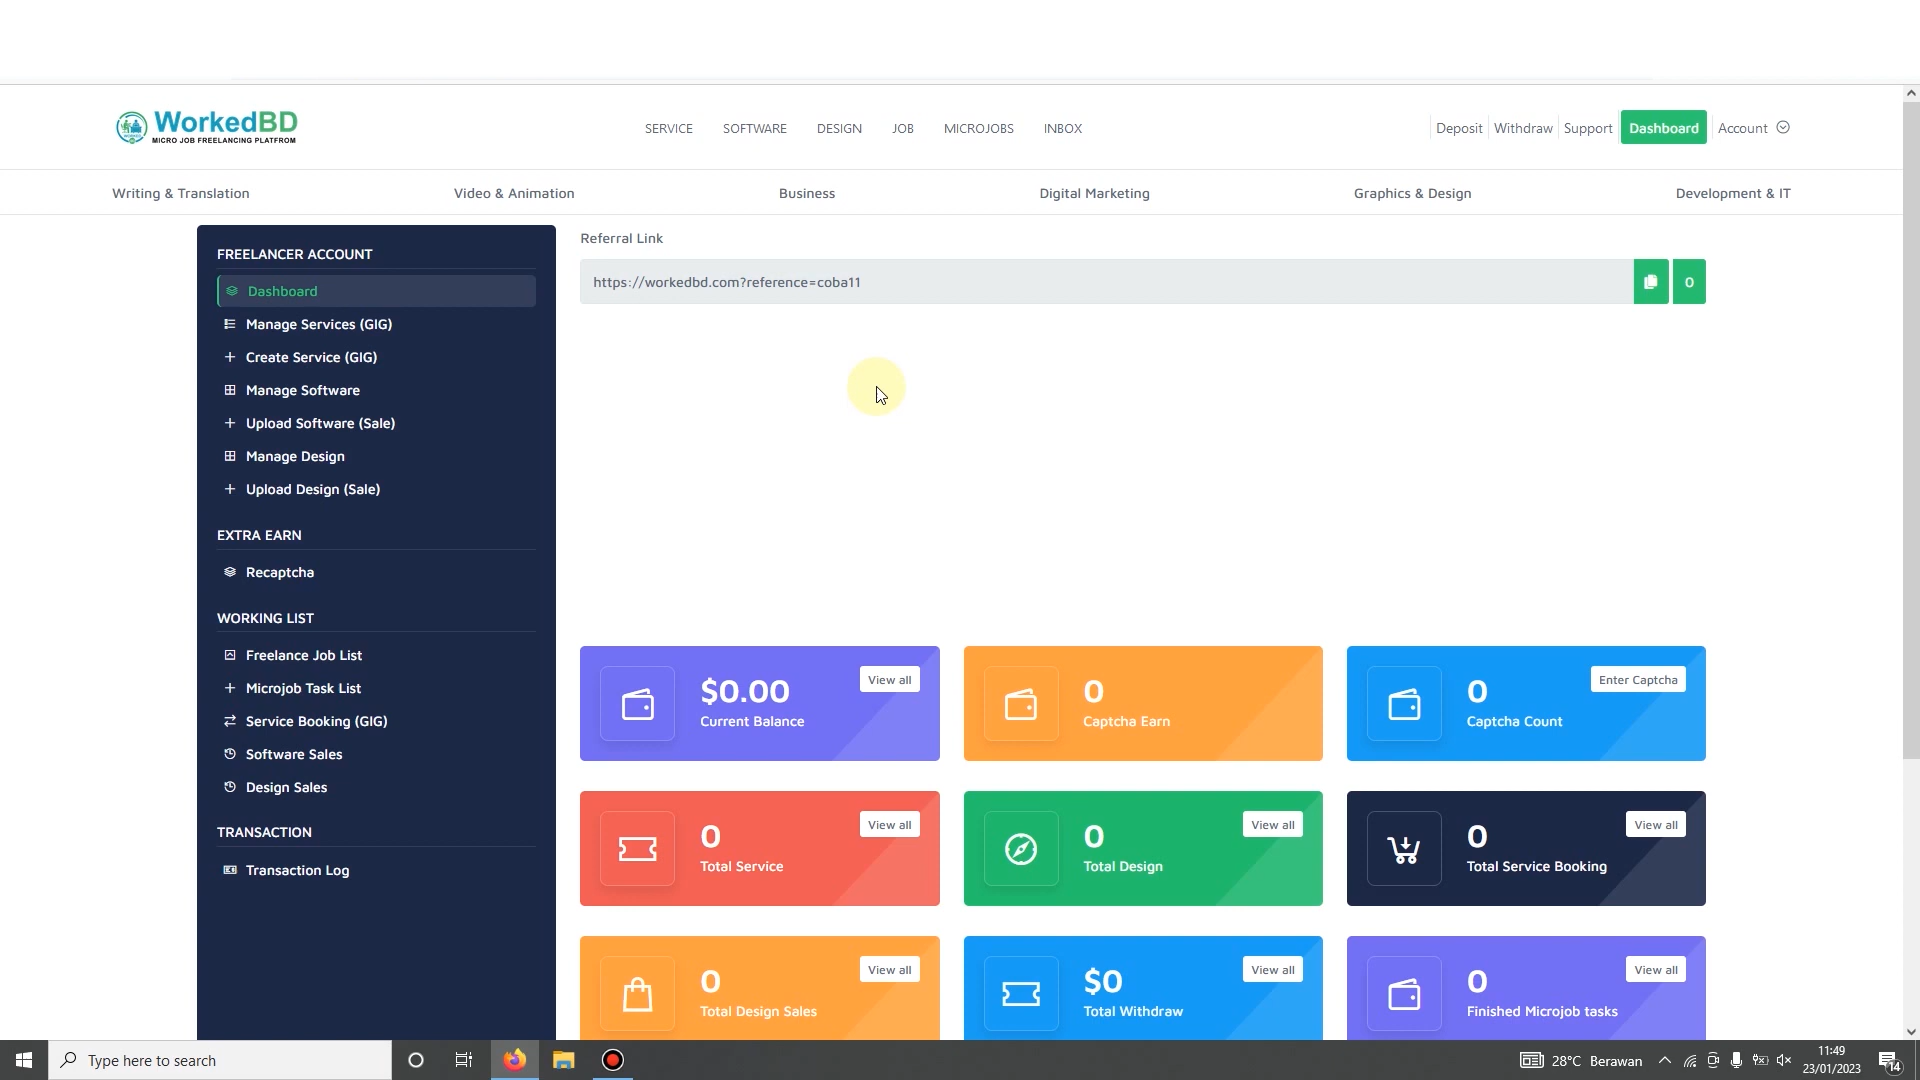 WorkedBD
MICRO JOB FREELANCING PLATFROM
SERVICE SOFTWARE DESIGN JOB MICROJOBS INBOX
Deposit Withdraw Support Dashboard Account
Writing & Translation Video & Animation Business Digital Marketing Graphics & Design Development & IT
FREELANCER ACCOUNT
Dashboard
Manage Services (GIG)
Create Service (GIG)
Manage Software
Upload Software (Sale)
Manage Design
Upload Design (Sale)
EXTRA EARN
Recaptcha
WORKING LIST
Freelance Job List
Microjob Task List
Service Booking (GIG)
Software Sales
Design Sales
TRANSACTION
Transaction Log
Referral Link
https://workedbd.com?reference=coba11 0
$0.00 View all
Current Balance
0
Captcha Earn
0 Enter Captcha
Captcha Count
0 View all
Total Service
0 View all
Total Design
0 View all
Total Service Booking
0 View all
Total Design Sales
$0 View all
Total Withdraw
0 View all
Finished Microjob tasks
Type here to search
28°C Berawan
11:49
23/01/2023
14